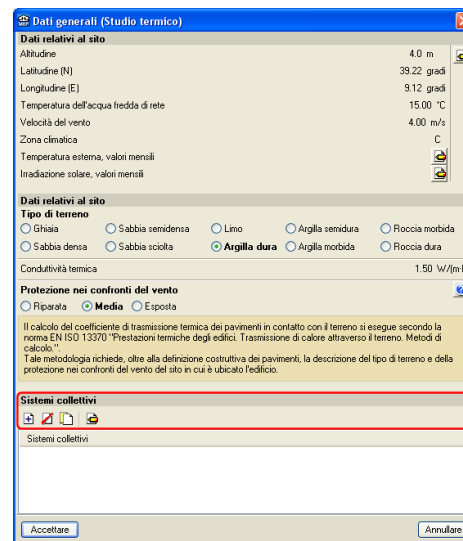 Dati generali (Studio termico)
Dati relativi al sito
Altitudine 4.0 m
Latitudine (N) 39.22 gradi
Longitudine (E) 9.12 gradi
Temperatura dell'acqua fredda di rete 15.00 °C
Velocità del vento 4.00 m/s
Zona climatica C
Temperatura esterna, valori mensili
Irradiazione solare, valori mensili
Dati relativi al sito
Tipo di terreno
Ghiaia Sabbia semidensa Limo Argilla semidura Roccia morbida
Sabbia densa Sabbia sciolta Argilla dura Argilla morbida Roccia dura
Conduttività termica 1.50 W/(m·
Protezione nei confronti del vento
Riparata Media Esposta
Il calcolo del coefficiente di trasmissione termica dei pavimenti in contatto con il terreno si esegue secondo la
norma EN ISO 13370 "Prestazioni termiche degli edifici. Trasmissione di calore attraverso il terreno. Metodi di
calcolo.".
Tale metodologia richiede, oltre alla definizione costruttiva dei pavimenti, la descrizione del tipo di terreno e della
protezione nei confronti del vento del sito in cui è ubicato l'edificio.
Sistemi collettivi
Sistemi collettivi
Accettare Annullare